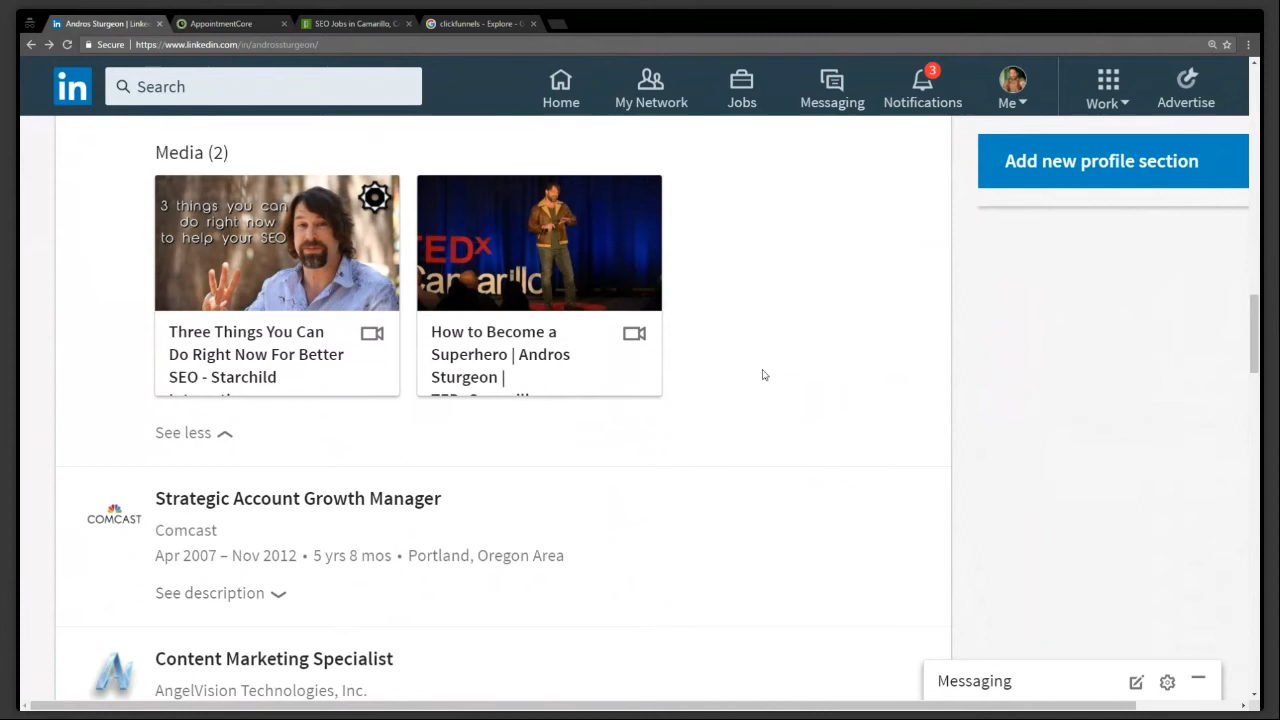 Andros Sturgeon | Linke
AppointmentCore
SEO Jobs in Camarillo, C
clickfunnels - Explore - G
Secure
https://www.linkedin.com/in/androssturgeon/
in
Search
Home
My Network
Jobs
Messaging
3
Notifications
Me
Work
Advertise
Media (2)
Add new profile section
3 things you can
do right now
to help your SEO
TEDx
Camarillo
Three Things You Can
Do Right Now For Better
SEO - Starchild
How to Become a
Superhero | Andros
Sturgeon |
See less
COMCAST
Strategic Account Growth Manager
Comcast
Apr 2007 – Nov 2012 • 5 yrs 8 mos • Portland, Oregon Area
See description
Content Marketing Specialist
AngelVision Technologies, Inc.
Messaging